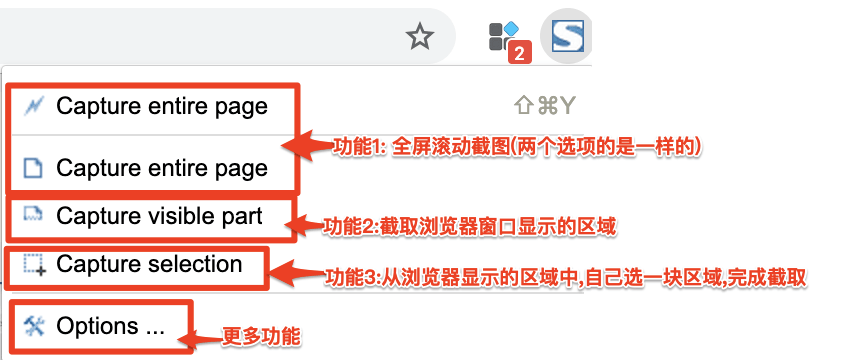 2
Capture entire page ⇧⌘Y
功能1: 全屏滚动截图(两个选项的是一样的)
Capture entire page
Capture visible part
功能2:截取浏览器窗口显示的区域
Capture selection
功能3:从浏览器显示的区域中,自己选一块区域,完成截取
Options ...
更多功能